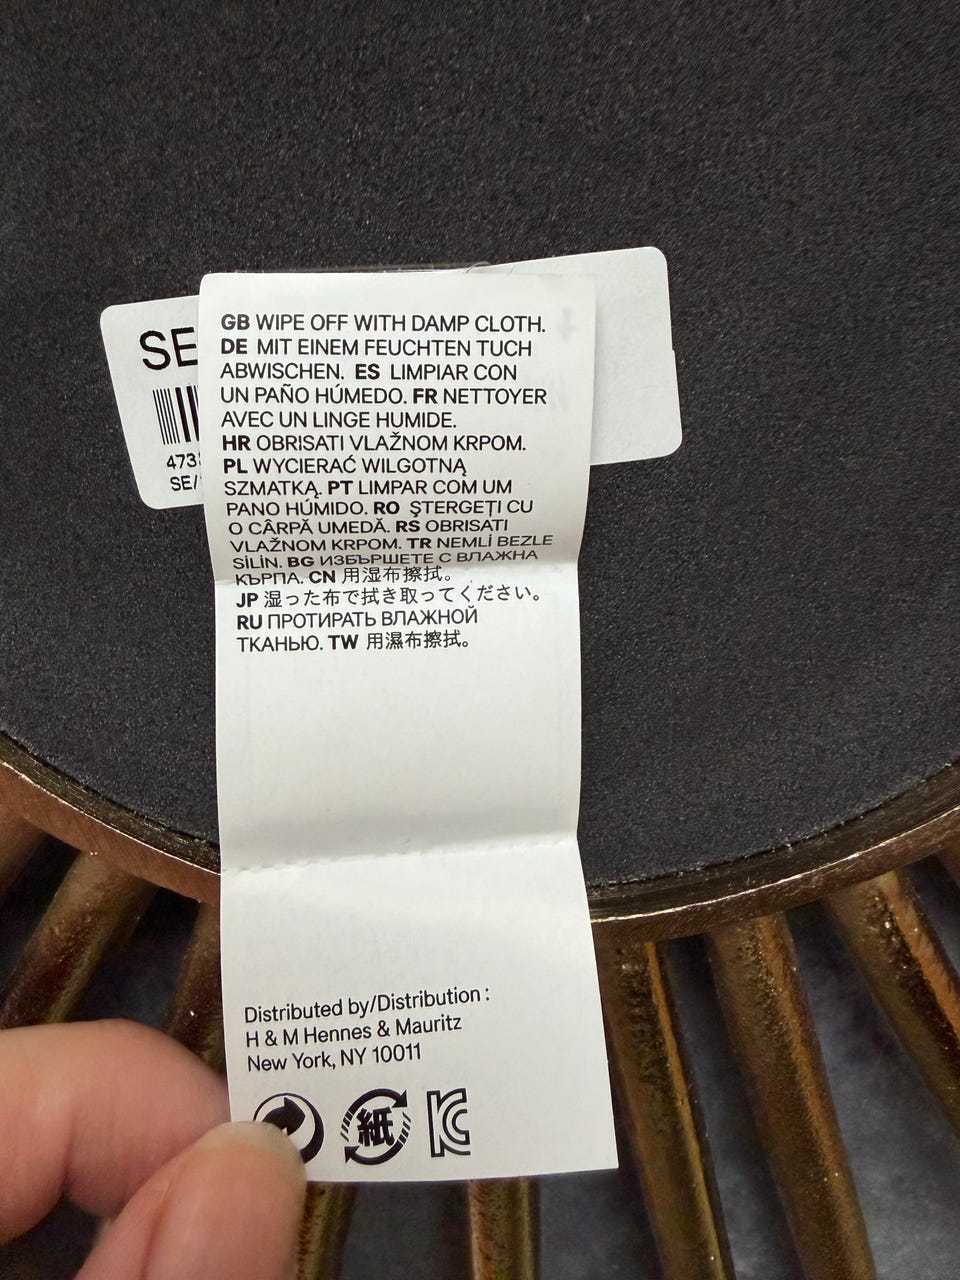 SE
473
SE/
GB WIPE OFF WITH DAMP CLOTH.
DE MIT EINEM FEUCHTEN TUCH
ABWISCHEN. ES LIMPIAR CON
UN PAÑO HÚMEDO. FR NETTOYER
AVEC UN LINGE HUMIDE.
HR OBRISATI VLAŽNOM KRPOM.
PL WYCIERAĆ WILGOTNĄ
SZMATKĄ. PT LIMPAR COM UM
PANO HÚMIDO. RO ŞTERGEŢI CU
O CÂRPĂ UMEDĂ. RS OBRISATI
VLAŽNOM KRPOM. TR NEMLİ BEZLE
SİLİN. BG ИЗБЪРШЕТЕ С ВЛАЖНА
КЪРПА. CN 用湿布擦拭。
JP 湿った布で拭き取ってください。
RU ПРОТИРАТЬ ВЛАЖНОЙ
ТКАНЬЮ. TW 用濕布擦拭。
Distributed by/Distribution :
H & M Hennes & Mauritz
New York, NY 10011
紙